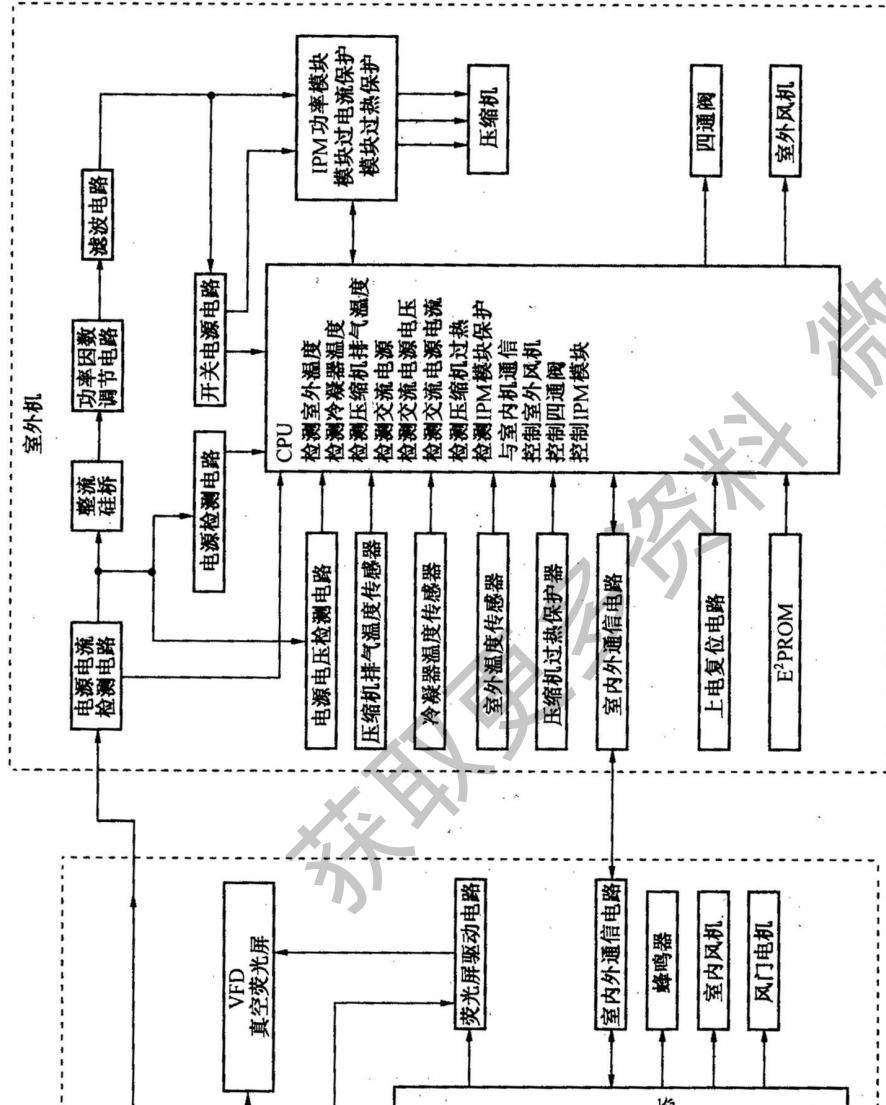 室外机
电源电流
检测电路
整流
硅桥
功率因数
调节电路
滤波电路
电源检测电路
开关电源电路
IPM功率模块
模块过电流保护
模块过热保护
压缩机
电源电压检测电路
压缩机排气温度传感器
冷凝器温度传感器
室外温度传感器
压缩机过热保护器
室内外通信电路
上电复位电路
E²PROM
CPU
检测室外温度
检测冷凝器温度
检测压缩机排气温度
检测交流电源
检测交流电源电压
检测交流电源电流
检测压缩机过热
检测IPM模块保护
与室内机通信
控制室外风机
控制四通阀
控制IPM模块
四通阀
室外风机
VFD
真空荧光屏
荧光屏驱动电路
室内外通信电路
蜂鸣器
室内风机
风门电机
获取更多资料 微